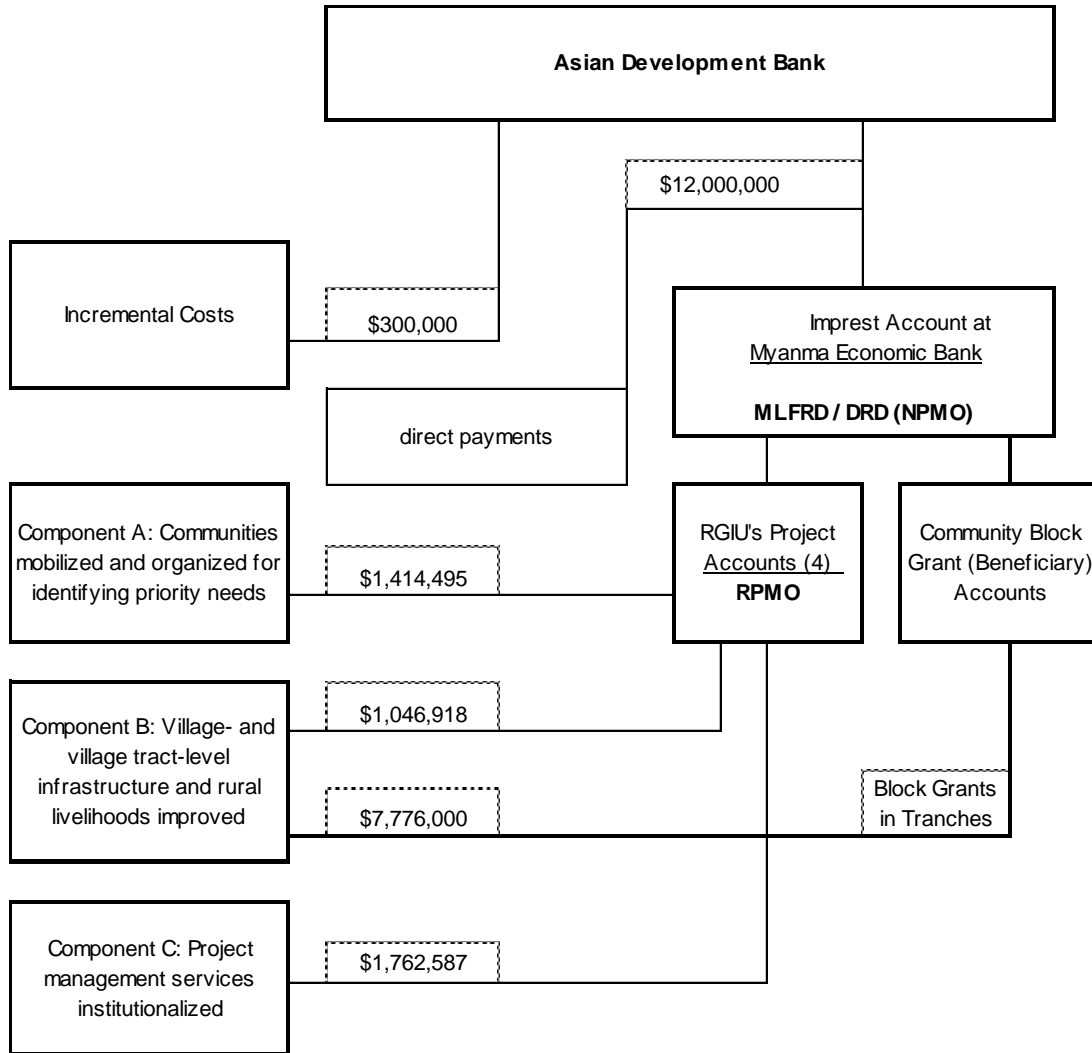 Asian Development Bank
$12,000,000
Incremental Costs
$300,000
Imprest Account at
Myanma Economic Bank
MLFRD / DRD (NPMO)
direct payments
Component A: Communities
mobilized and organized for
identifying priority needs
$1,414,495
RGIU's Project
Accounts (4)
RPMO
Community Block
Grant (Beneficiary)
Accounts
Component B: Village- and
village tract-level
infrastructure and rural
livelihoods improved
$1,046,918
$7,776,000
Block Grants
in Tranches
Component C: Project
management services
institutionalized
$1,762,587